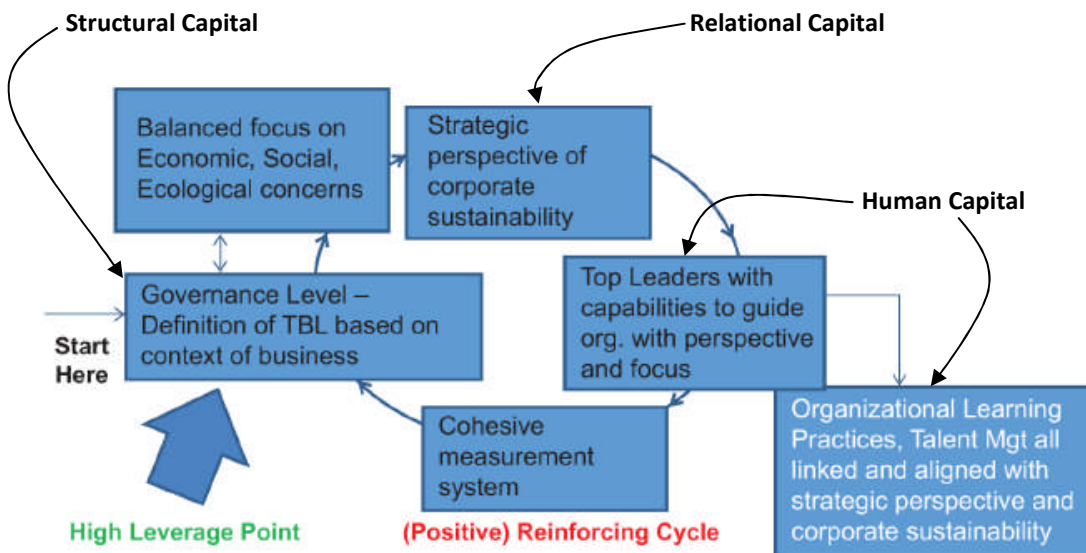 Structural Capital
Relational Capital
Balanced focus on
Economic, Social,
Ecological concerns
Strategic
perspective of
corporate
sustainability
Human Capital
Governance Level –
Definition of TBL based on
context of business
Start
Here
Top Leaders with
capabilities to guide
org. with perspective
and focus
Cohesive
measurement
system
Organizational Learning
Practices, Talent Mgt all
linked and aligned with
strategic perspective and
corporate sustainability
High Leverage Point
(Positive) Reinforcing Cycle